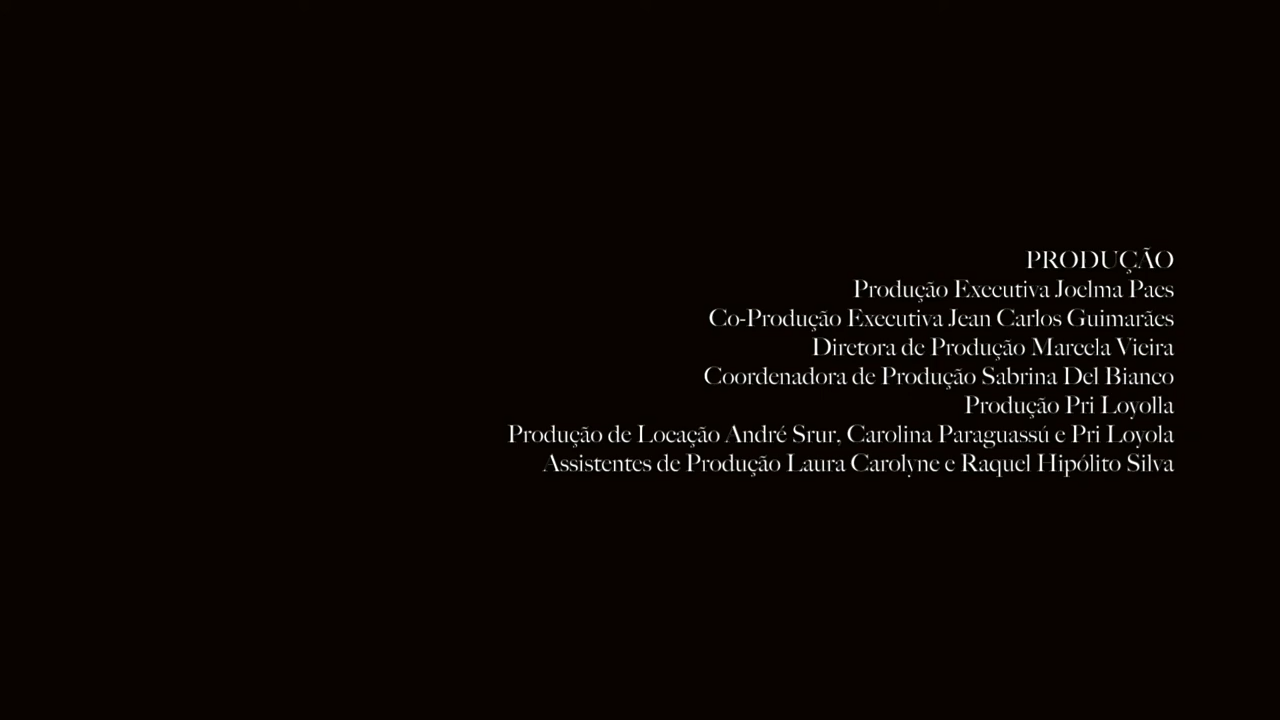 PRODUÇÃO
Produção Executiva Joelma Paes
Co-Produção Executiva Jean Carlos Guimarães
Diretora de Produção Marcela Vieira
Coordenadora de Produção Sabrina Del Bianco
Produção Pri Loyolla
Produção de Locação André Srur, Carolina Paraguassú e Pri Loyola
Assistentes de Produção Laura Carolyne e Raquel Hipólito Silva